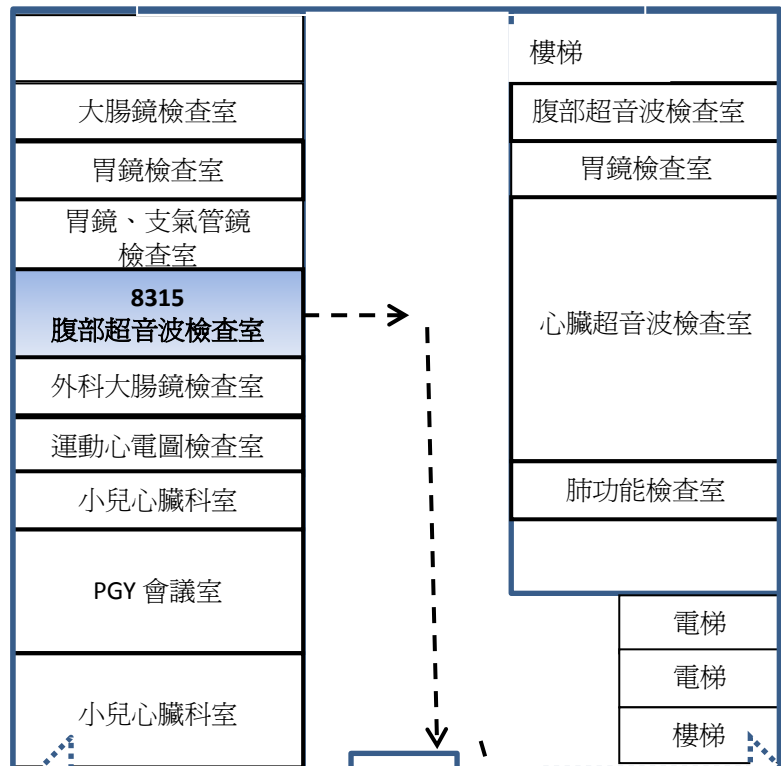 樓梯
大腸鏡檢查室
腹部超音波檢查室
胃鏡檢查室
胃鏡檢查室
胃鏡、支氣管鏡
檢查室
8315
腹部超音波檢查室
心臟超音波檢查室
外科大腸鏡檢查室
運動心電圖檢查室
小兒心臟科室
肺功能檢查室
PGY 會議室
電梯
電梯
小兒心臟科室
樓梯